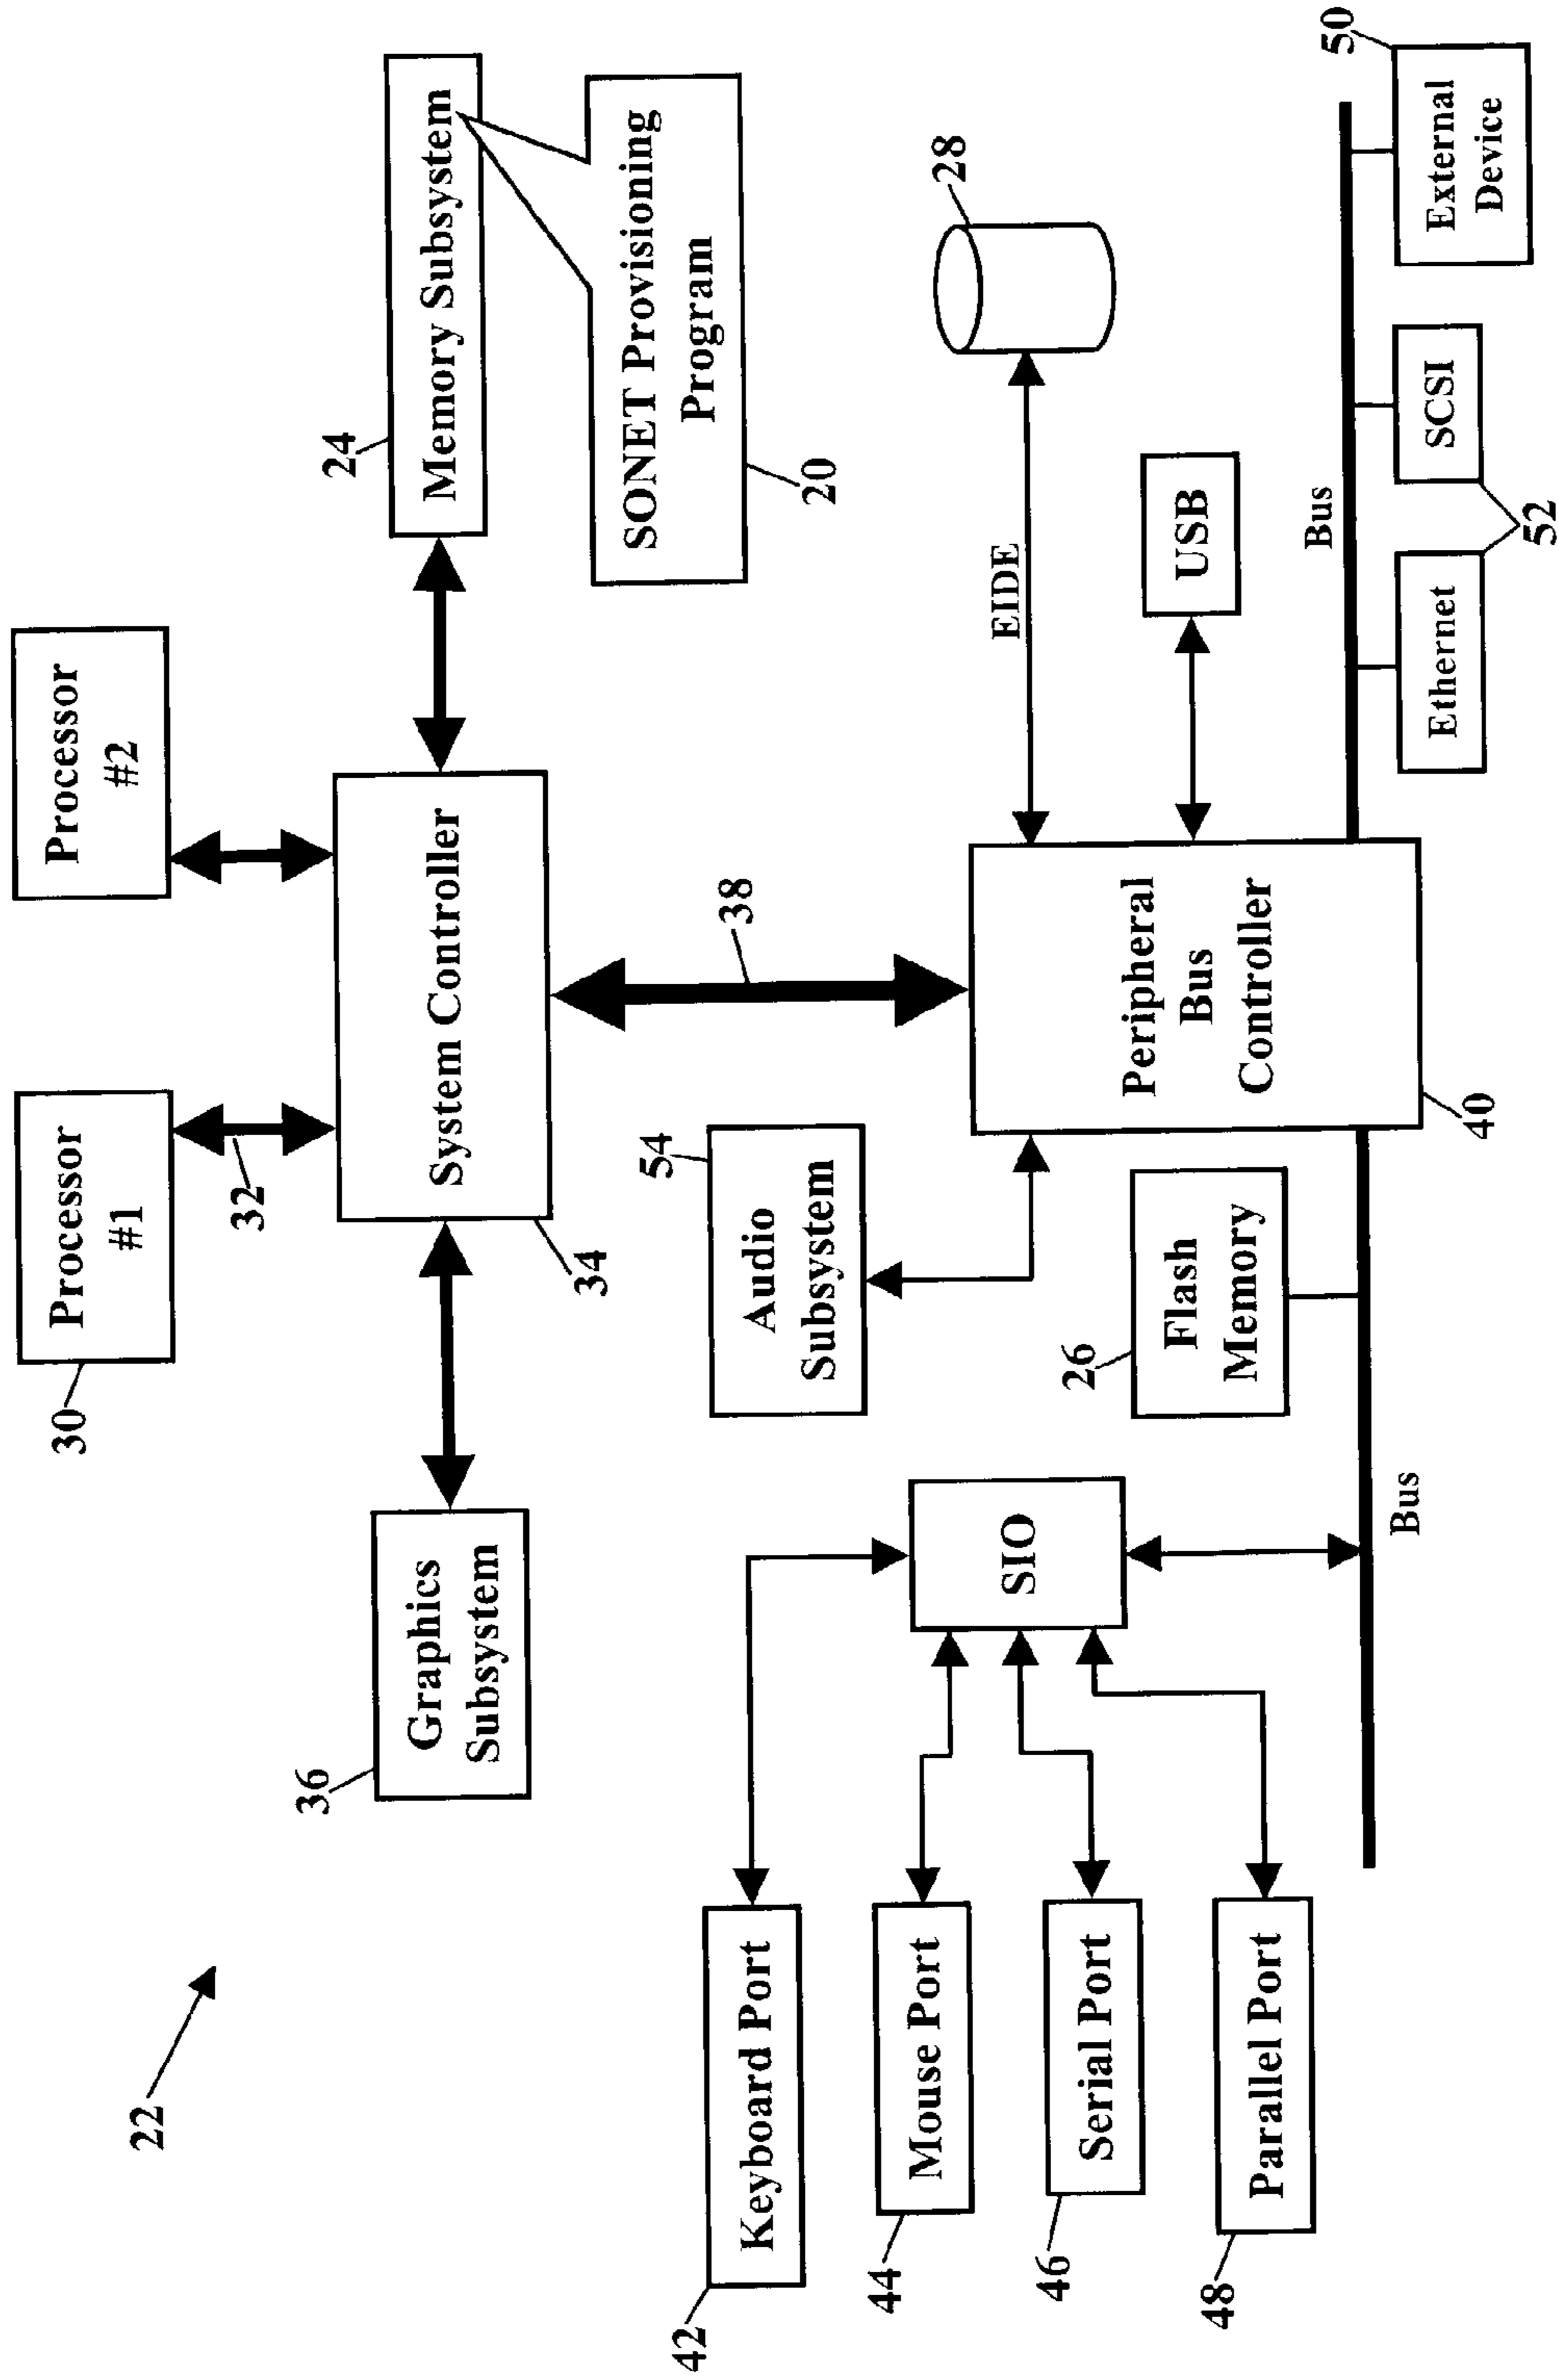 22
30
Processor
#1
Processor
#2
32
36
Graphics
Subsystem
System Controller
34
24
Memory Subsystem
SONET Provisioning
Program
20
38
42
Keyboard Port
44
Mouse Port
46
Serial Port
48
Parallel Port
SIO
54
Audio
Subsystem
26
Flash
Memory
Peripheral
Bus
Controller
40
EIDE
28
USB
Bus
Bus
Ethernet
SCSI
52
External
Device
50